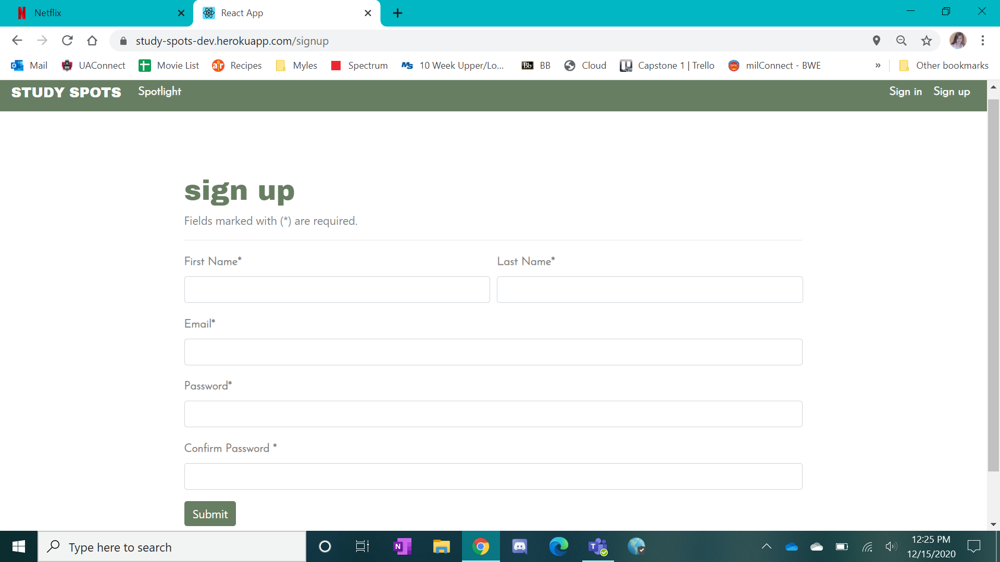 Netflix
React App
study-spots-dev.herokuapp.com/signup
Mail UAConnect Movie List Recipes Myles Spectrum 10 Week Upper/Lo... Bb BB Cloud Capstone 1 | Trello milConnect - BWE » Other bookmarks
STUDY SPOTS Spotlight Sign in Sign up
sign up
Fields marked with (*) are required.
First Name* Last Name*
Email*
Password*
Confirm Password *
Submit
Type here to search
12:25 PM
12/15/2020